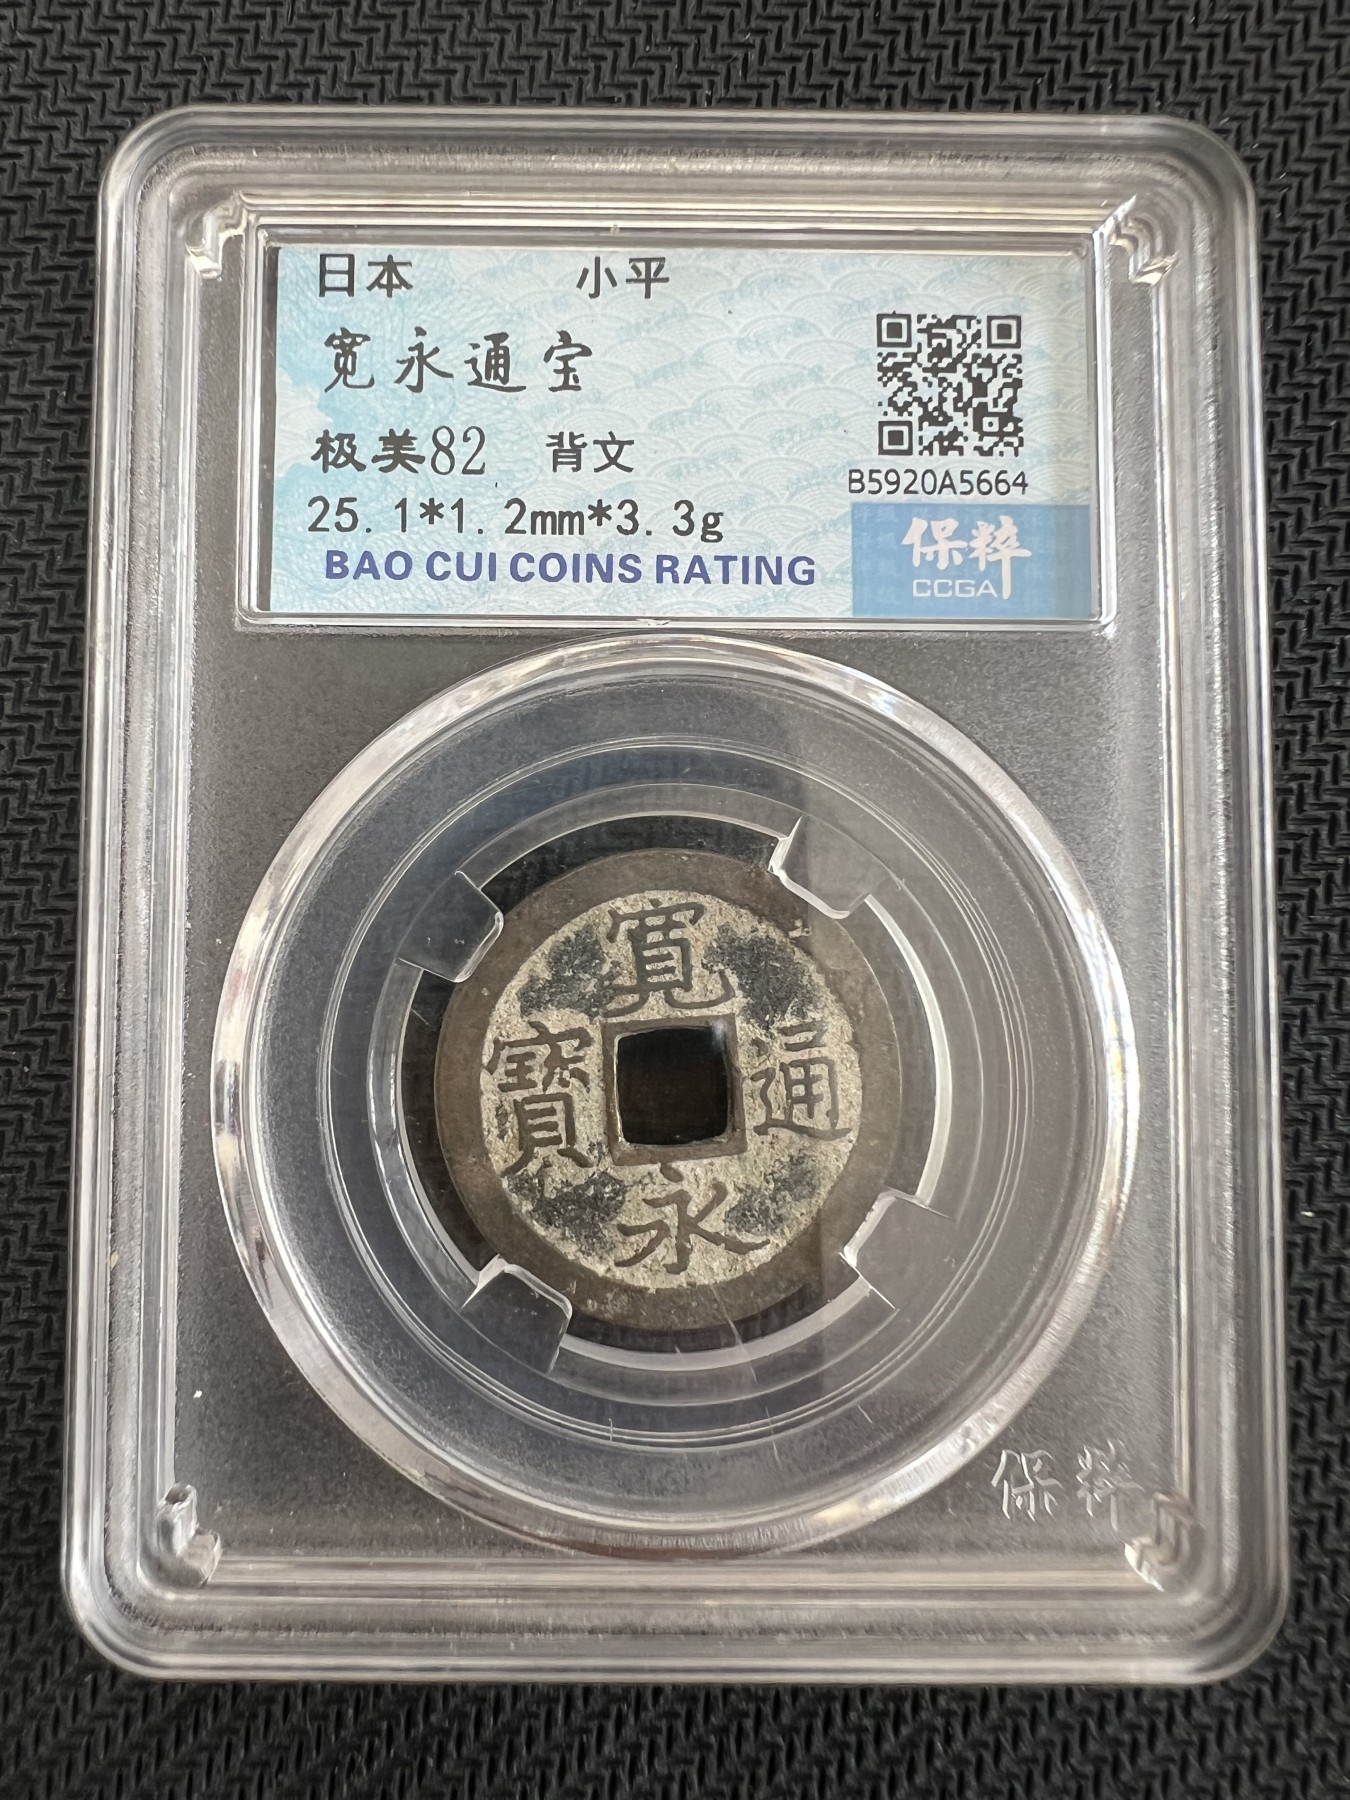 日本 小平
宽永通宝
极美82 背文
25.1*1.2mm*3.3g
BAO CUI COINS RATING
B5920A5664
保粹
CCGA
寛
通
寳
永
保粹